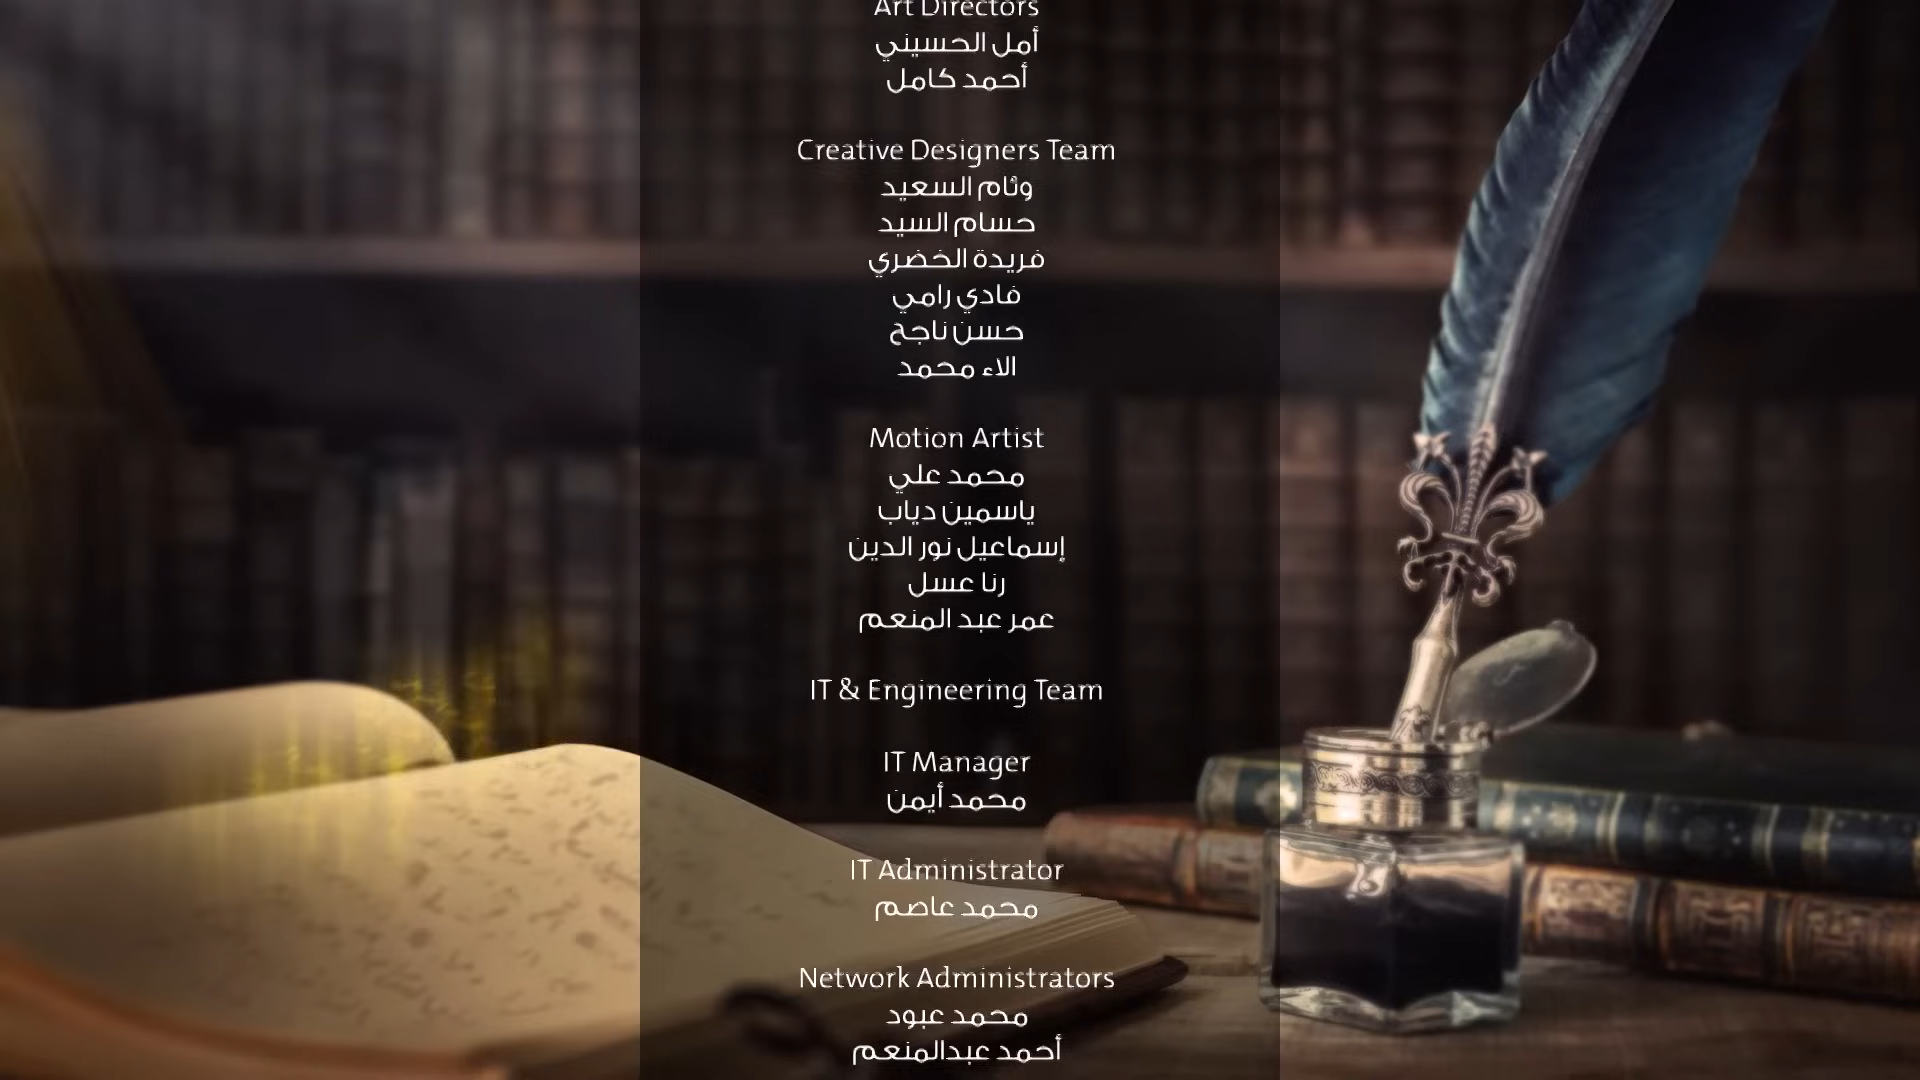 Art Directors
أمل الحسيني
أحمد كامل
Creative Designers Team
وئام السعيد
حسام السيد
فريدة الخضري
فادي رامي
حسن ناجح
الاء محمد
Motion Artist
محمد علي
ياسمين دياب
إسماعيل نور الدين
رنا عسل
عمر عبد المنعم
IT & Engineering Team
IT Manager
محمد أيمن
IT Administrator
محمد عاصم
Network Administrators
محمد عبود
أحمد عبدالمنعم